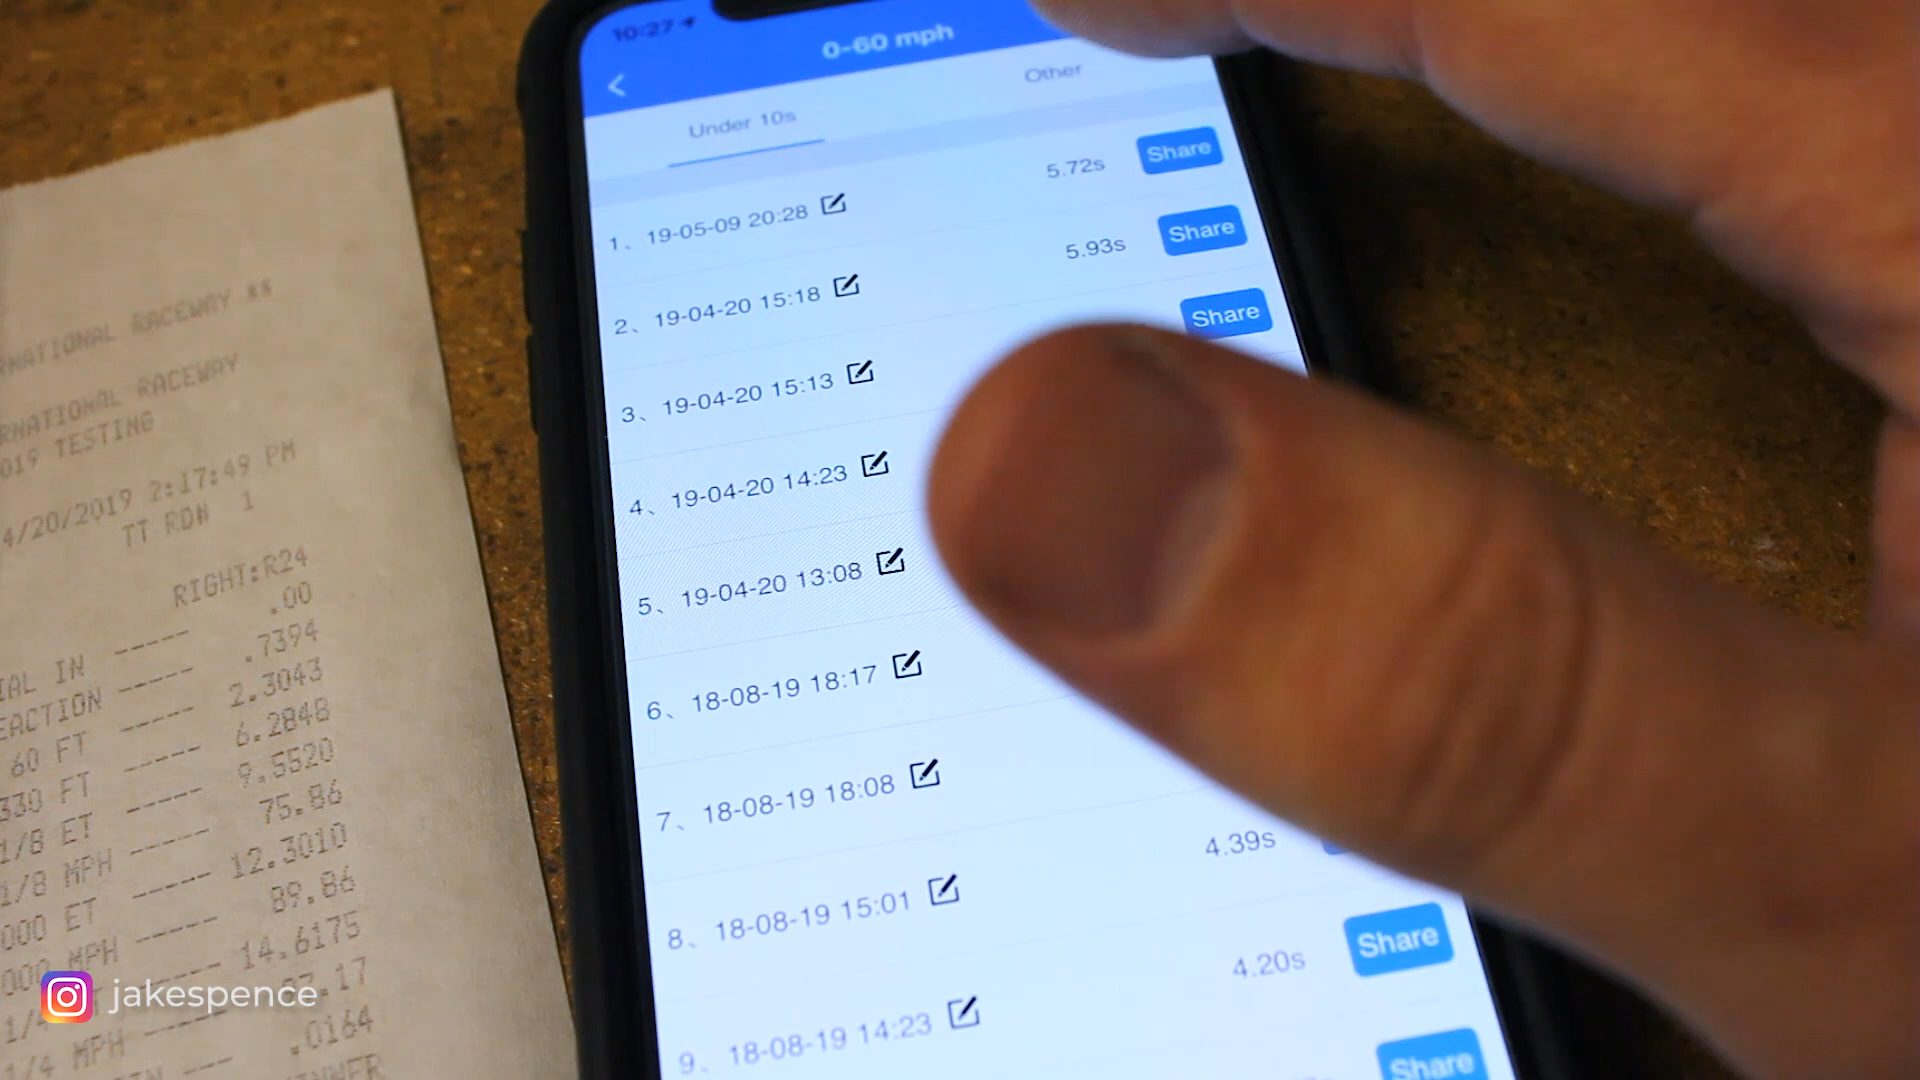 RNATIONAL RACEWAY **
RNATIONAL RACEWAY
019 TESTING
4/20/2019 2:17:49 PM
TT RD# 1
RIGHT:R24
IAL IN ----- .00
EACTION ----- .7394
60 FT ----- 2.3043
330 FT ----- 6.2848
1/8 ET ----- 9.5520
1/8 MPH ----- 75.86
000 ET ----- 12.3010
000 MPH ----- 89.86
14.6175
1/4 MPH ----- .17
.0164
10:27
0-60 mph
Under 10s
Other
1、 19-05-09 20:28 5.72s Share
2、 19-04-20 15:18 5.93s Share
3、 19-04-20 15:13 Share
4、 19-04-20 14:23
5、 19-04-20 13:08
6、 18-08-19 18:17
7、 18-08-19 18:08
8、 18-08-19 15:01 4.39s
9、 18-08-19 14:23 4.20s Share
Share
jakespence